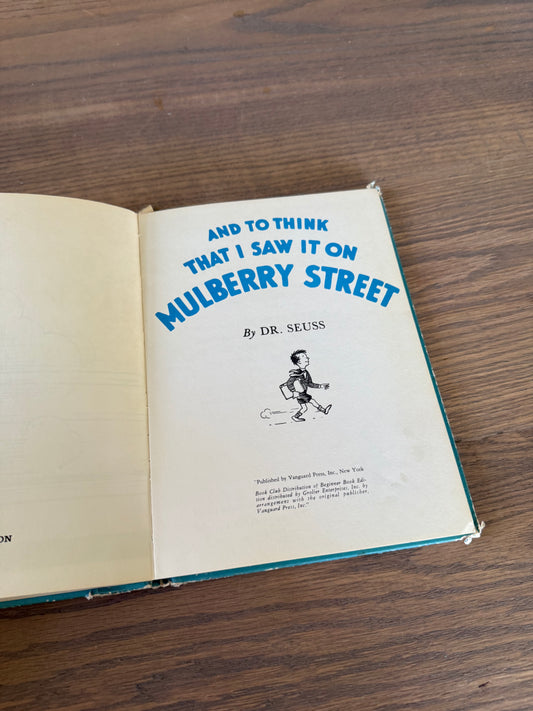 AND TO THINK
THAT I SAW IT ON
MULBERRY STREET
By DR. SEUSS
"Published by Vanguard Press, Inc., New York
Book Club Distribution of Beginner Book Edi-
tion distributed by Grolier Enterprises, Inc. by
arrangement with the original publisher,
Vanguard Press, Inc."
ON